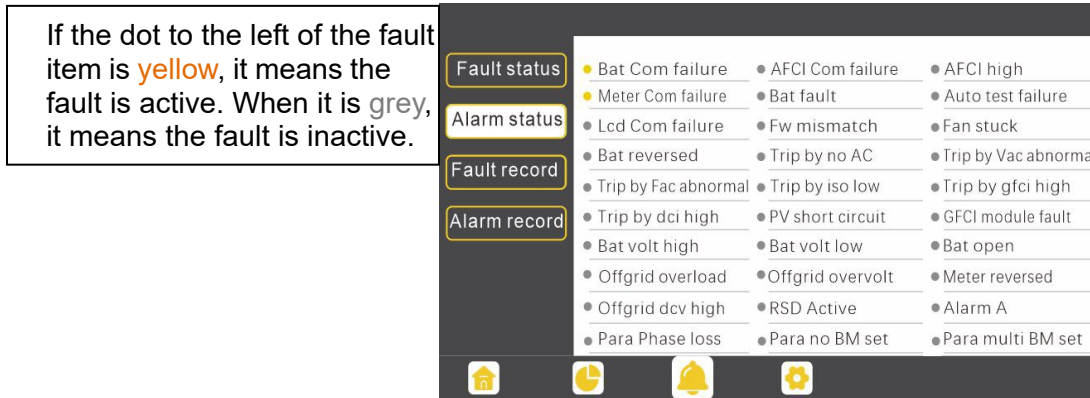 If the dot to the left of the fault
item is yellow, it means the
fault is active. When it is grey,
it means the fault is inactive.
Fault status
Alarm status
Fault record
Alarm record
Bat Com failure AFCI Com failure AFCI high
Meter Com failure Bat fault Auto test failure
Lcd Com failure Fw mismatch Fan stuck
Bat reversed Trip by no AC Trip by Vac abnorma
Trip by Fac abnormal Trip by iso low Trip by gfci high
Trip by dci high PV short circuit GFCI module fault
Bat volt high Bat volt low Bat open
Offgrid overload Offgrid overvolt Meter reversed
Offgrid dcv high RSD Active Alarm A
Para Phase loss Para no BM set Para multi BM set